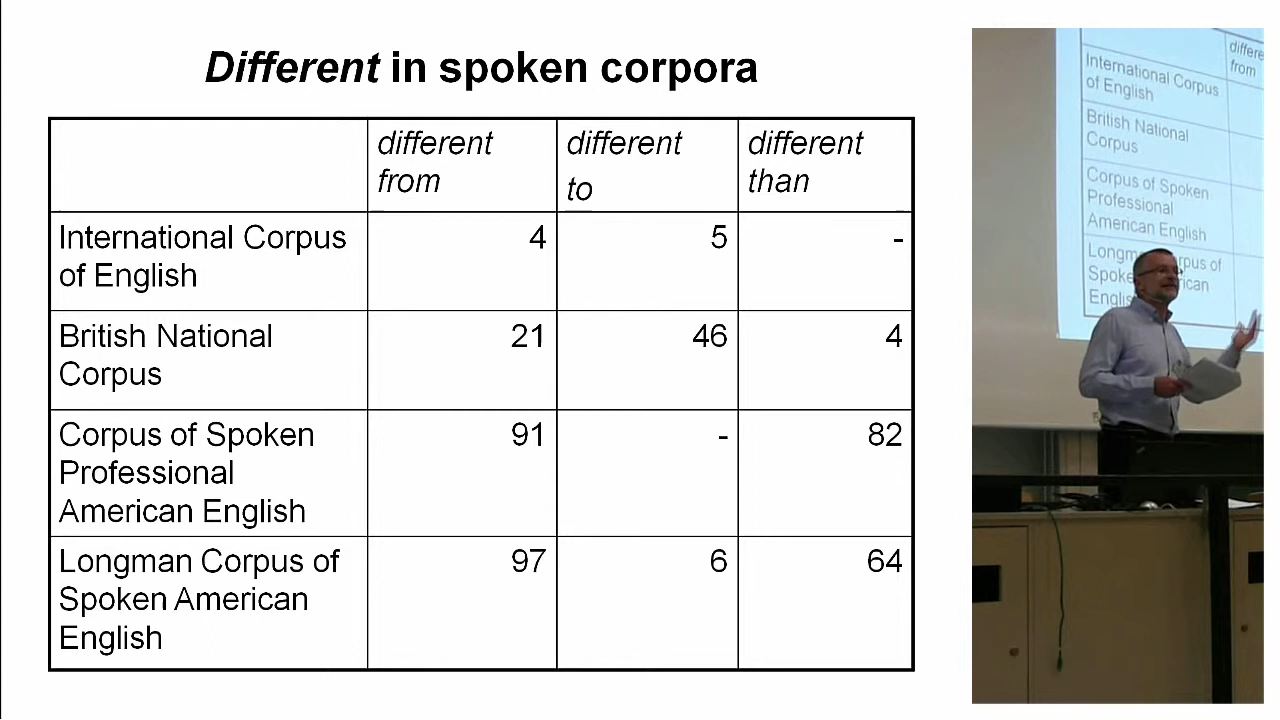 Different in spoken corpora
different from
different to
different than
International Corpus of English
4
5
-
British National Corpus
21
46
4
Corpus of Spoken Professional American English
91
-
82
Longman Corpus of Spoken American English
97
6
64
from
International Corpus
of English
British National
Corpus
Corpus of Spoken
Professional
American English